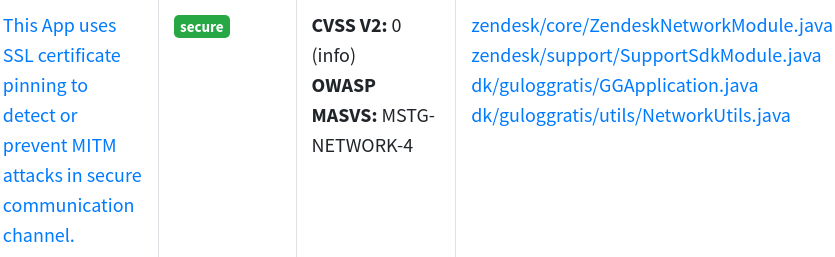 This App uses
SSL certificate
pinning to
detect or
prevent MITM
attacks in secure
communication
channel.
secure
CVSS V2: 0
(info)
OWASP
MASVS: MSTG-
NETWORK-4
zendesk/core/ZendeskNetworkModule.java
zendesk/support/SupportSdkModule.java
dk/guloggratis/GGApplication.java
dk/guloggratis/utils/NetworkUtils.java